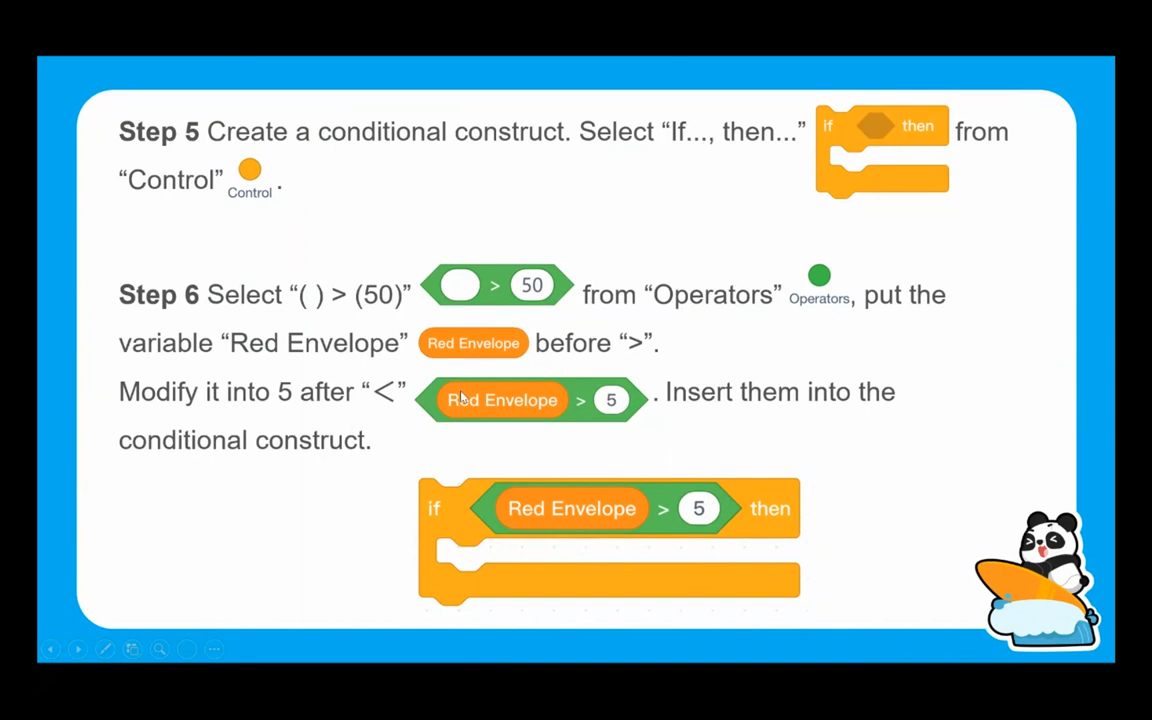 Step 5 Create a conditional construct. Select “If..., then...” if then from
“Control” Control .
Step 6 Select “( ) > (50)” > 50 from “Operators” Operators, put the
variable “Red Envelope” Red Envelope before “>”.
Modify it into 5 after “＜” Red Envelope > 5 . Insert them into the
conditional construct.
if Red Envelope > 5 then